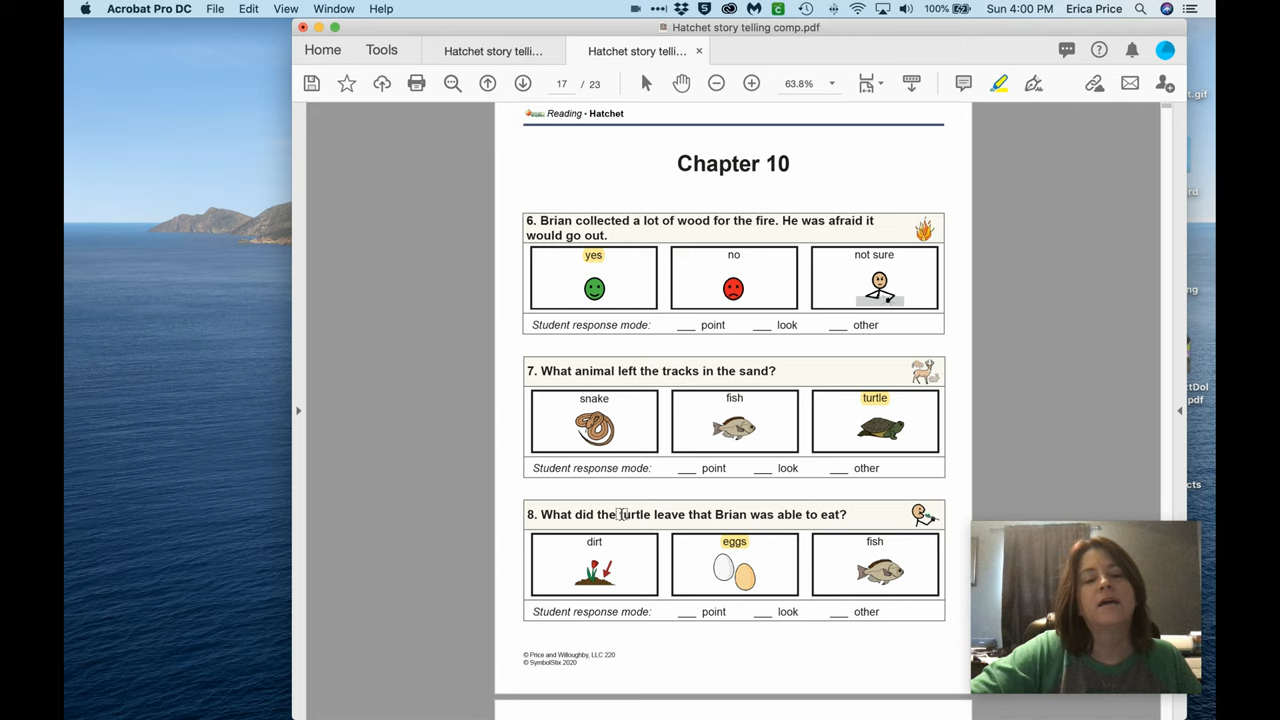 Acrobat Pro DC File Edit View Window Help 100% Sun 4:00 PM Erica Price
Hatchet story telling comp.pdf
Home Tools Hatchet story telli... Hatchet story telli... ×
17 / 23 63.8%
Reading • Hatchet
Chapter 10
6. Brian collected a lot of wood for the fire. He was afraid it
would go out.
yes no not sure
Student response mode: ___ point ___ look ___ other
7. What animal left the tracks in the sand?
snake fish turtle
Student response mode: ___ point ___ look ___ other
8. What did the turtle leave that Brian was able to eat?
dirt eggs fish
Student response mode: ___ point ___ look ___ other
© Price and Willoughby, LLC 220
© SymbolStix 2020